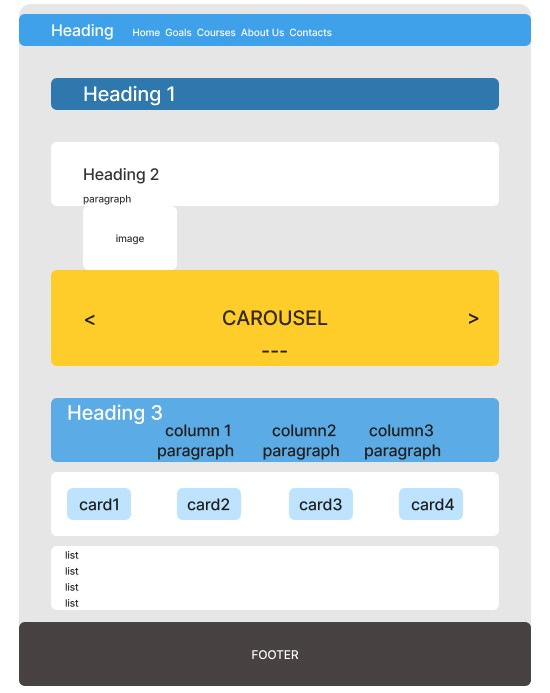 Heading Home Goals Courses About Us Contacts
Heading 1
Heading 2
paragraph
image
< CAROUSEL >
---
Heading 3
column 1 column2 column3
paragraph paragraph paragraph
card1 card2 card3 card4
list
list
list
list
FOOTER